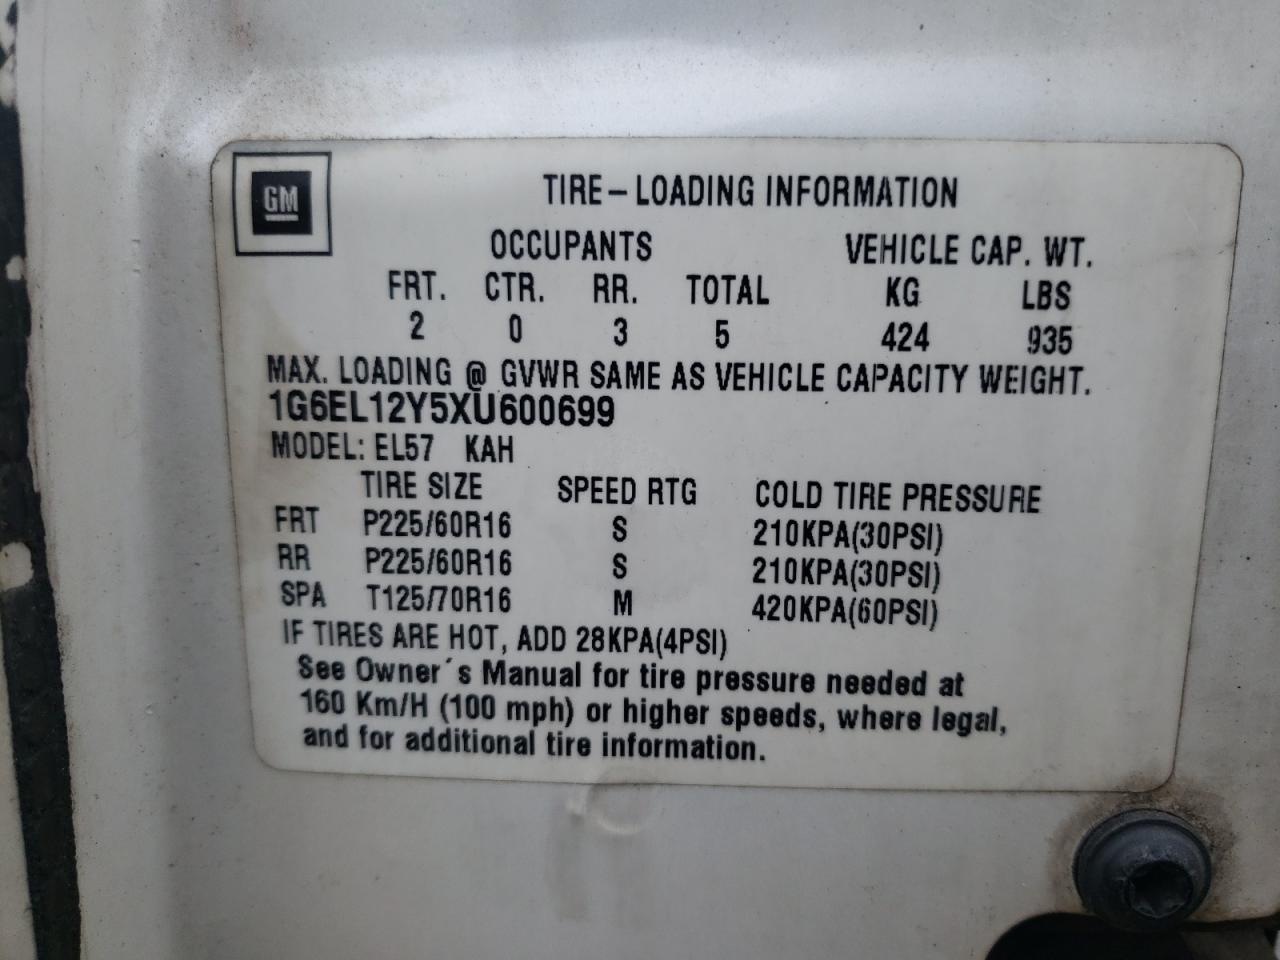 GM
TIRE-LOADING INFORMATION
OCCUPANTS VEHICLE CAP. WT.
FRT. CTR. RR. TOTAL KG LBS
2 0 3 5 424 935
MAX. LOADING @ GVWR SAME AS VEHICLE CAPACITY WEIGHT.
1G6EL12Y5XU600699
MODEL: EL57 KAH
TIRE SIZE SPEED RTG COLD TIRE PRESSURE
FRT P225/60R16 S 210KPA(30PSI)
RR P225/60R16 S 210KPA(30PSI)
SPA T125/70R16 M 420KPA(60PSI)
IF TIRES ARE HOT, ADD 28KPA(4PSI)
See Owner´s Manual for tire pressure needed at
160 Km/H (100 mph) or higher speeds, where legal,
and for additional tire information.